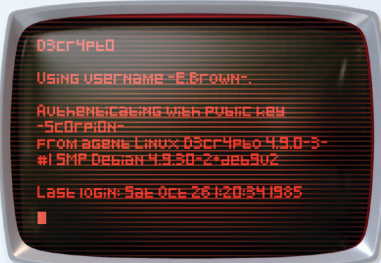 D3cr4pt0
Using username -E.Brown-.
Authenticating with public key
-Sc0rpi0n-
From agent Linux D3cr4pt0 4.9.0-3-
#1 SMP Debian 4.9.30-2+deb9u2
Last login: Sat Oct 26 1:20:34 1985